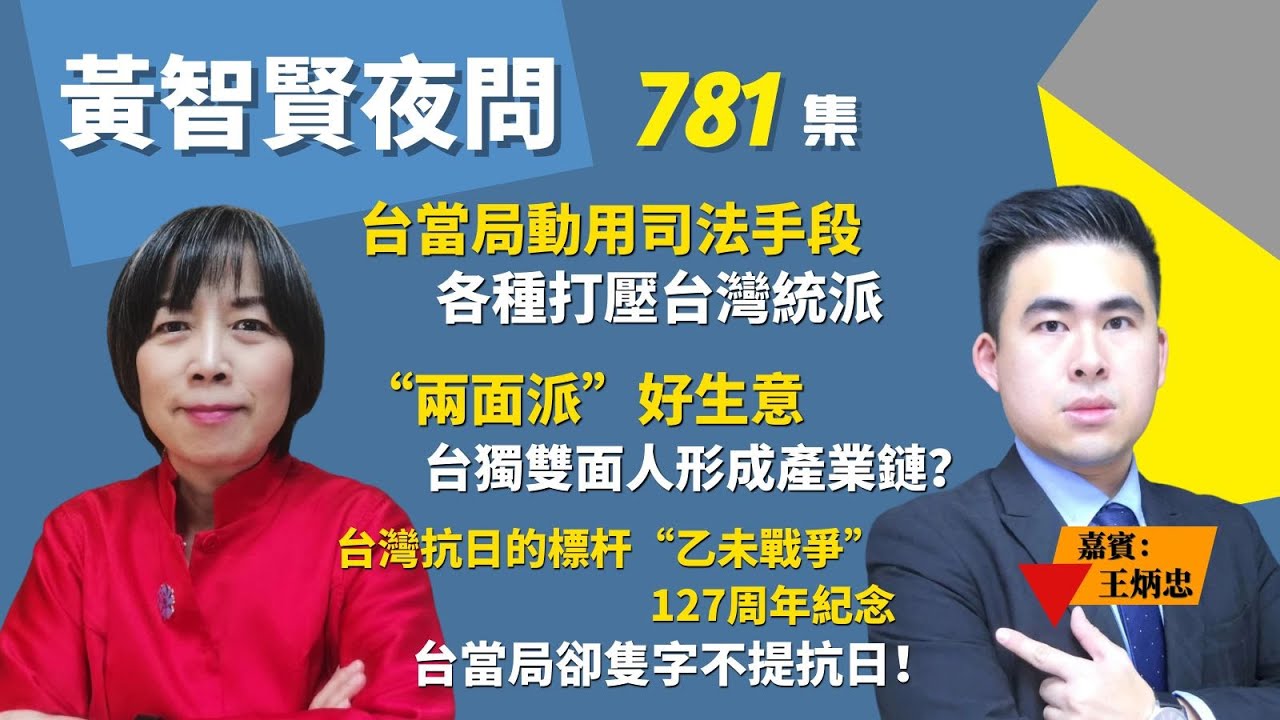 黃智賢夜問 781集
台當局動用司法手段
各種打壓台灣統派
“兩面派”好生意
台獨雙面人形成產業鏈?
台灣抗日的標杆“乙未戰爭”
127周年紀念
台當局卻隻字不提抗日!
嘉賓:
王炳忠